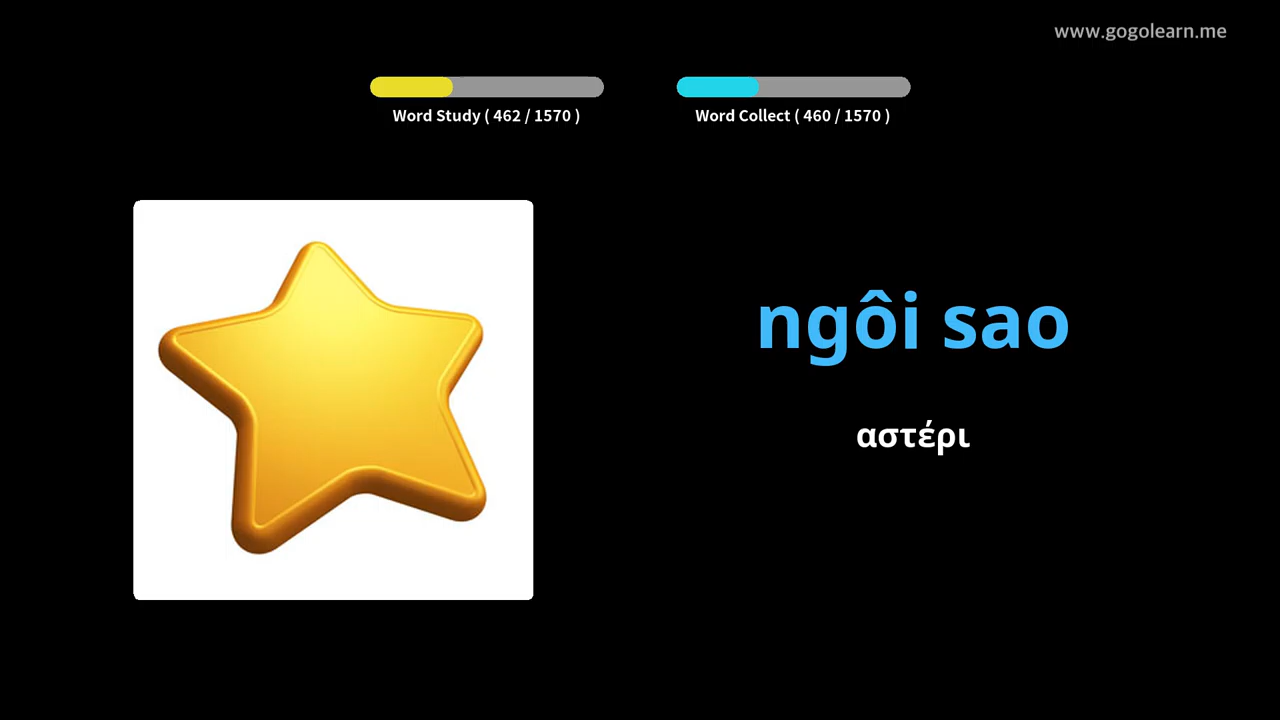 www.gogolearn.me
Word Study ( 462 / 1570 )
Word Collect ( 460 / 1570 )
ngôi sao
αστέρι